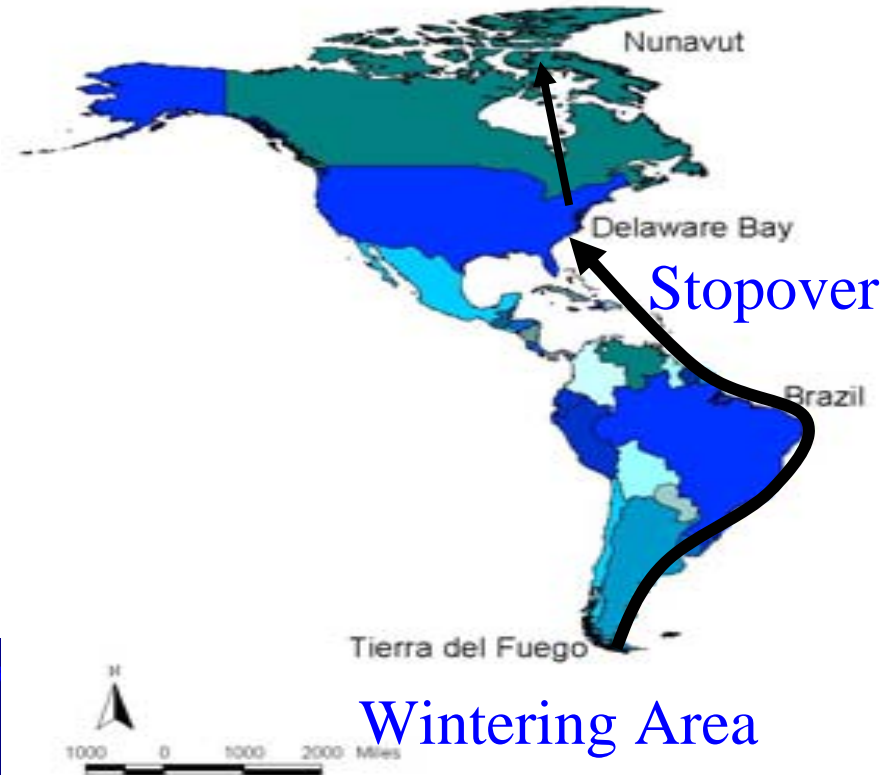 Nunavut
Delaware Bay
Stopover
Brazil
Tierra del Fuego
N
Wintering Area
1000 0 1000 2000 Miles